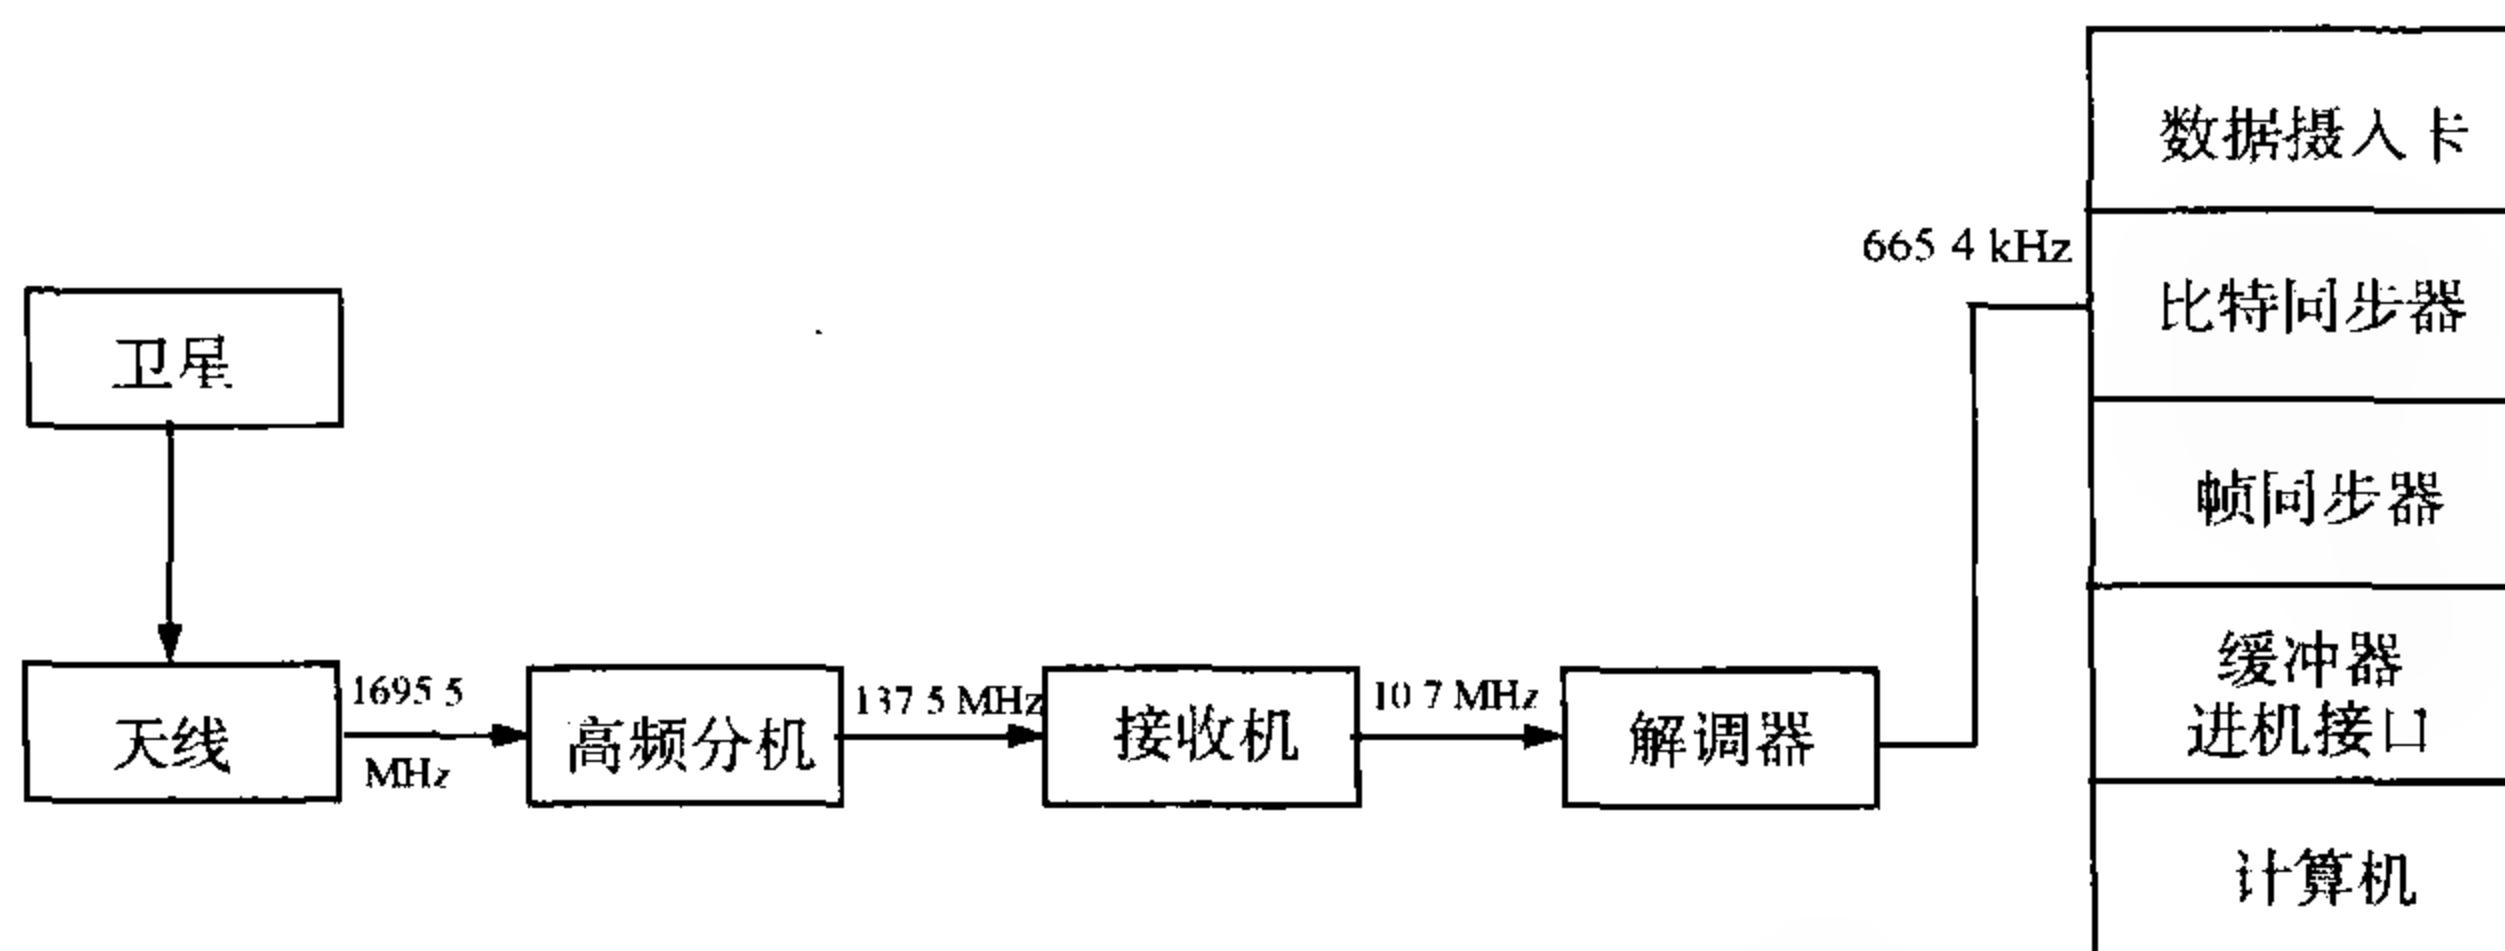 卫星
天线
1695 5
MHz
高频分机
137 5 MHz
接收机
10 7 MHz
解调器
665 4 kHz
数据摄入卡
比特同步器
帧同步器
缓冲器
进机接口
计算机